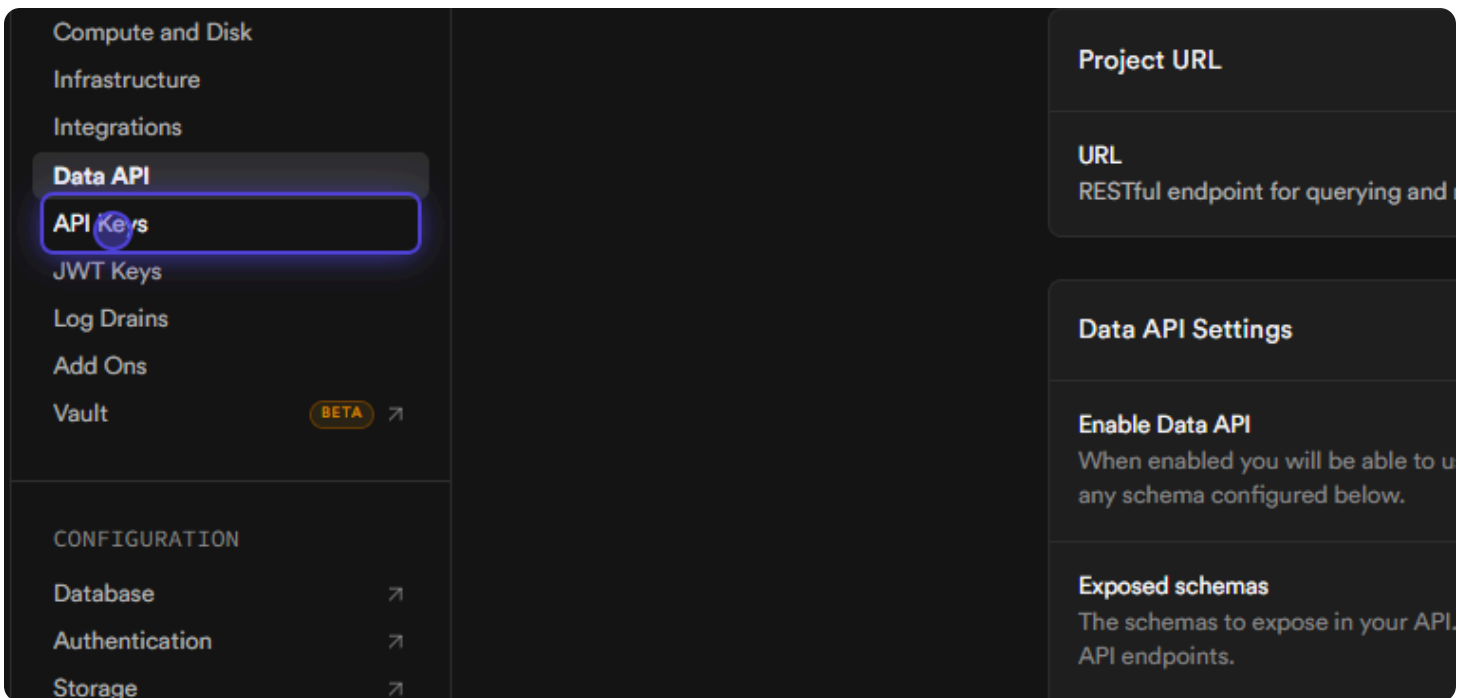 Compute and Disk
Infrastructure
Integrations
Data API
API Keys
JWT Keys
Log Drains
Add Ons
Vault BETA
CONFIGURATION
Database
Authentication
Storage
Project URL
URL
RESTful endpoint for querying and
Data API Settings
Enable Data API
When enabled you will be able to
any schema configured below.
Exposed schemas
The schemas to expose in your API.
API endpoints.